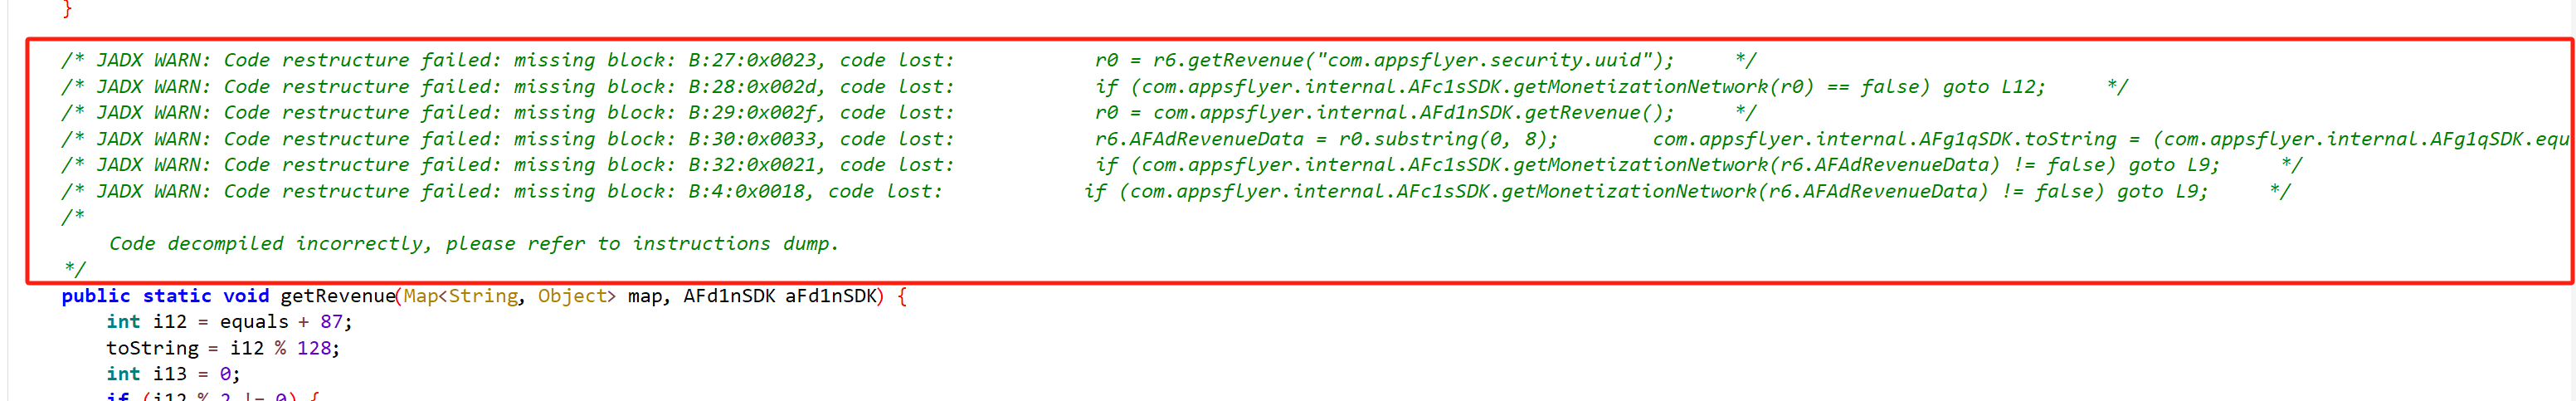 }
/* JADX WARN: Code restructure failed: missing block: B:27:0x0023, code lost:            r0 = r6.getRevenue("com.appsflyer.security.uuid");     */
/* JADX WARN: Code restructure failed: missing block: B:28:0x002d, code lost:            if (com.appsflyer.internal.AFc1sSDK.getMonetizationNetwork(r0) == false) goto L12;     */
/* JADX WARN: Code restructure failed: missing block: B:29:0x002f, code lost:            r0 = com.appsflyer.internal.AFd1nSDK.getRevenue();     */
/* JADX WARN: Code restructure failed: missing block: B:30:0x0033, code lost:            r6.AFAdRevenueData = r0.substring(0, 8);        com.appsflyer.internal.AFg1qSDK.toString = (com.appsflyer.internal.AFg1qSDK.equ
/* JADX WARN: Code restructure failed: missing block: B:32:0x0021, code lost:            if (com.appsflyer.internal.AFc1sSDK.getMonetizationNetwork(r6.AFAdRevenueData) != false) goto L9;     */
/* JADX WARN: Code restructure failed: missing block: B:4:0x0018, code lost:            if (com.appsflyer.internal.AFc1sSDK.getMonetizationNetwork(r6.AFAdRevenueData) != false) goto L9;     */
/*
    Code decompiled incorrectly, please refer to instructions dump.
*/
public static void getRevenue(Map<String, Object> map, AFd1nSDK aFd1nSDK) {
    int i12 = equals + 87;
    toString = i12 % 128;
    int i13 = 0;
    if (i12 % 2 != 0) {